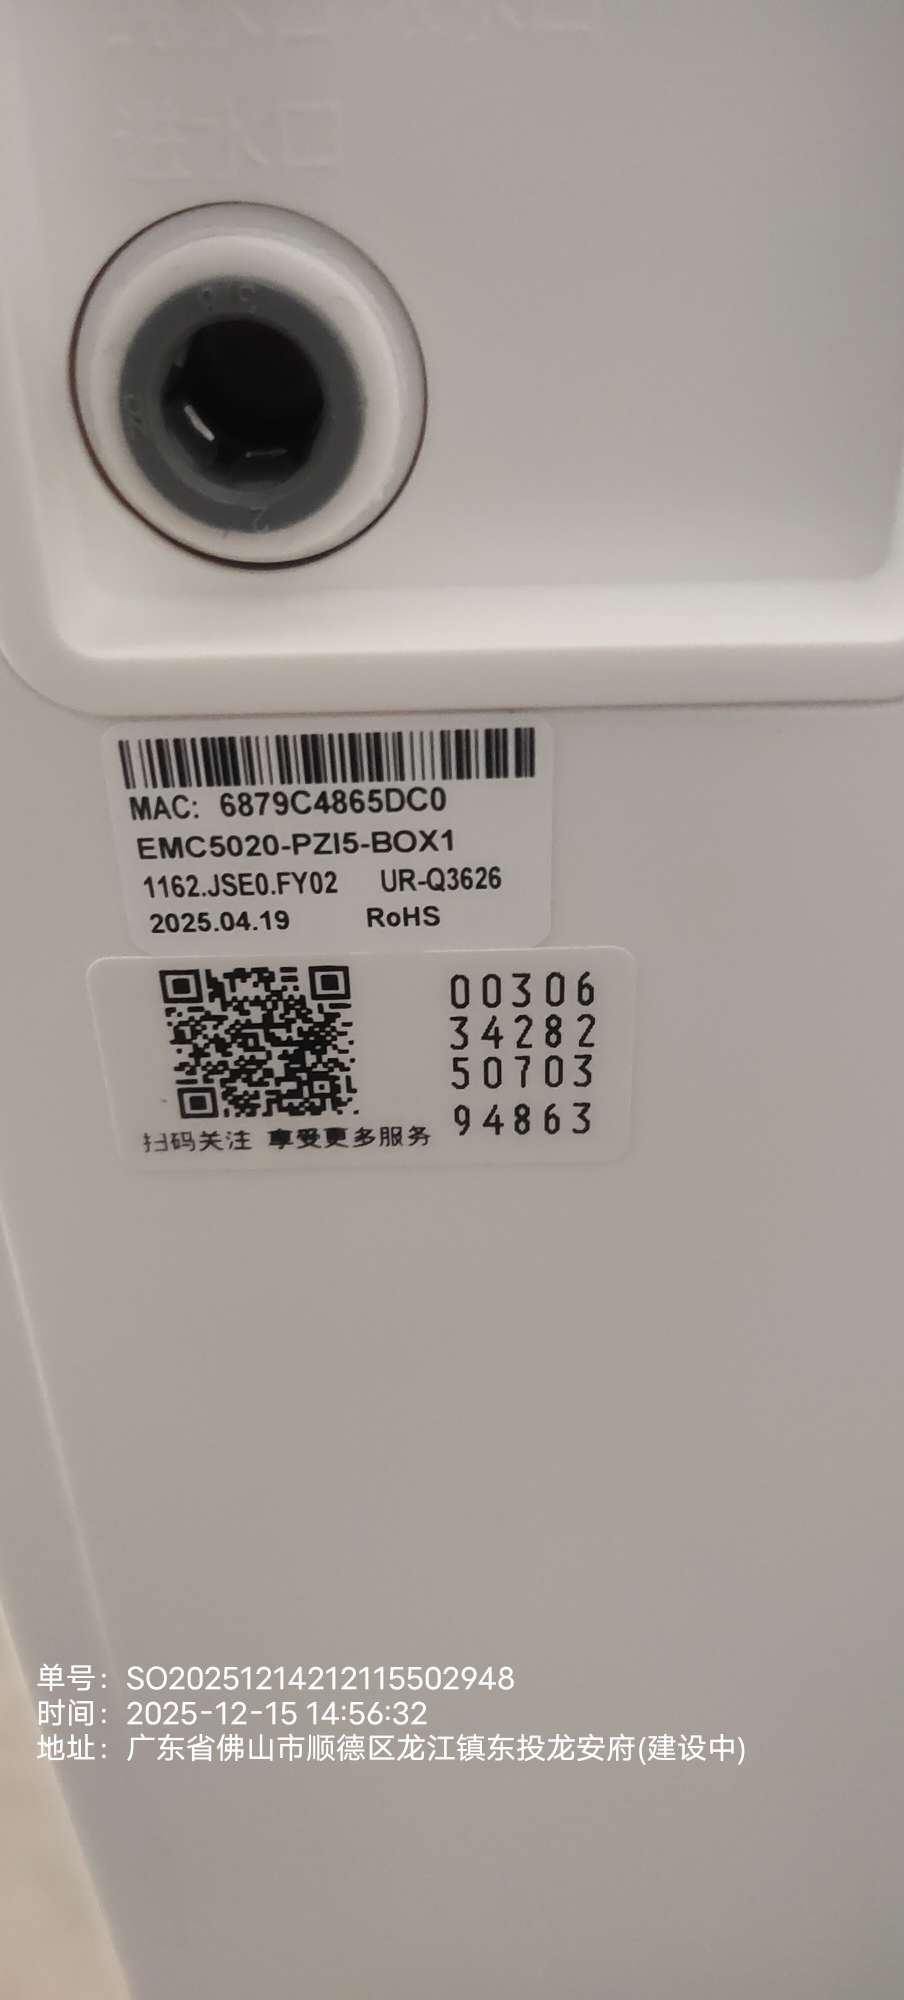 MAC: 6879C4865DC0
EMC5020-PZI5-BOX1
1162.JSE0.FY02 UR-Q3626
2025.04.19 RoHS
00306
34282
50703
94863
扫码关注 享受更多服务
单号：SO20251214212115502948
时间：2025-12-15 14:56:32
地址：广东省佛山市顺德区龙江镇东投龙安府(建设中)